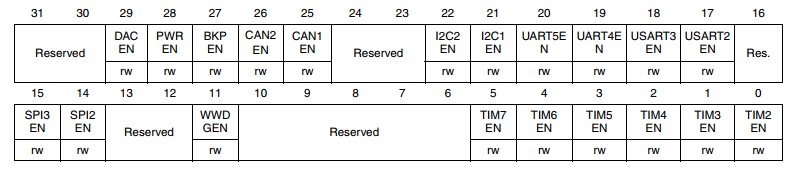 31 30 29 28 27 26 25 24 23 22 21 20 19 18 17 16
Reserved DAC EN PWR EN BKP EN CAN2 EN CAN1 EN Reserved I2C2 EN I2C1 EN UART5E N UART4E N USART3 EN USART2 EN Res.
rw rw rw rw rw rw rw rw rw rw rw
15 14 13 12 11 10 9 8 7 6 5 4 3 2 1 0
SPI3 EN SPI2 EN Reserved WWD GEN Reserved TIM7 EN TIM6 EN TIM5 EN TIM4 EN TIM3 EN TIM2 EN
rw rw rw rw rw rw rw rw rw